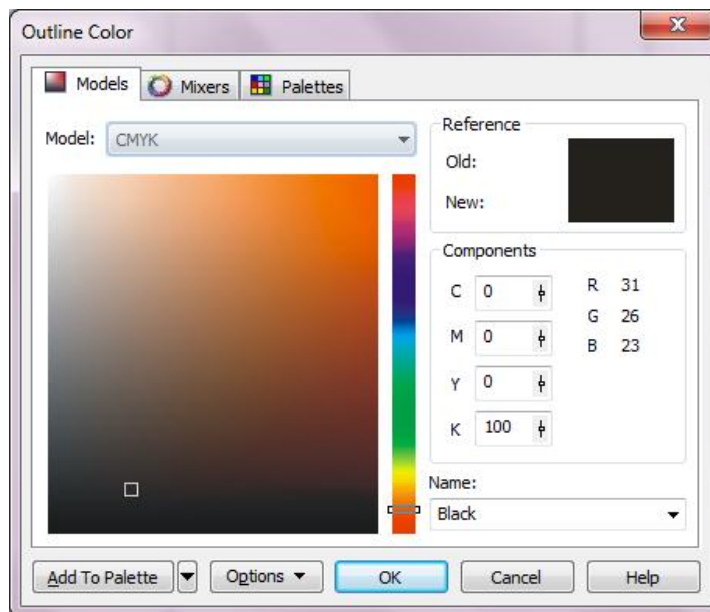 Outline Color
X
Models Mixers Palettes
Model: CMYK
Reference
Old:
New:
Components
C 0 R 31
G 26
M 0
B 23
Y 0
K 100
Name:
Black
Add To Palette Options OK Cancel Help